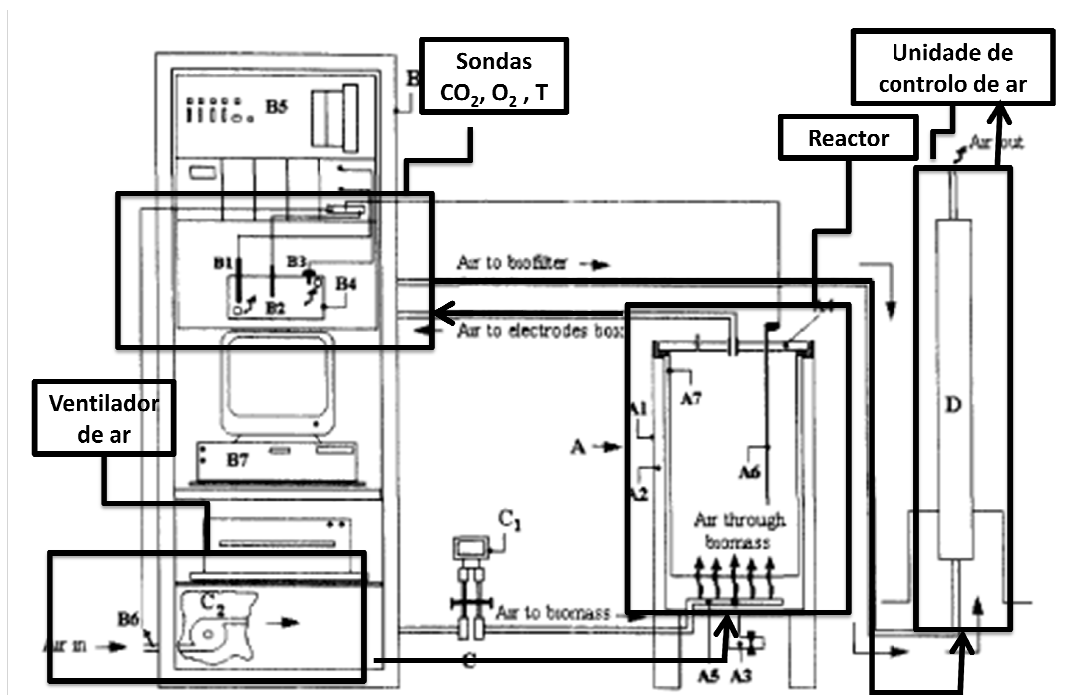 Sondas
CO₂, O₂ , T
Unidade de
controlo de ar
Reactor
Ventilador
de ar
B
B5
Air out
B1
B3
B4
B2
Air to biofilter
Air to electrodes box
A7
A1
A
A2
A6
D
B7
C1
Air through
biomass
Air to biomass
C2
B6
Air in
C
A5
A3